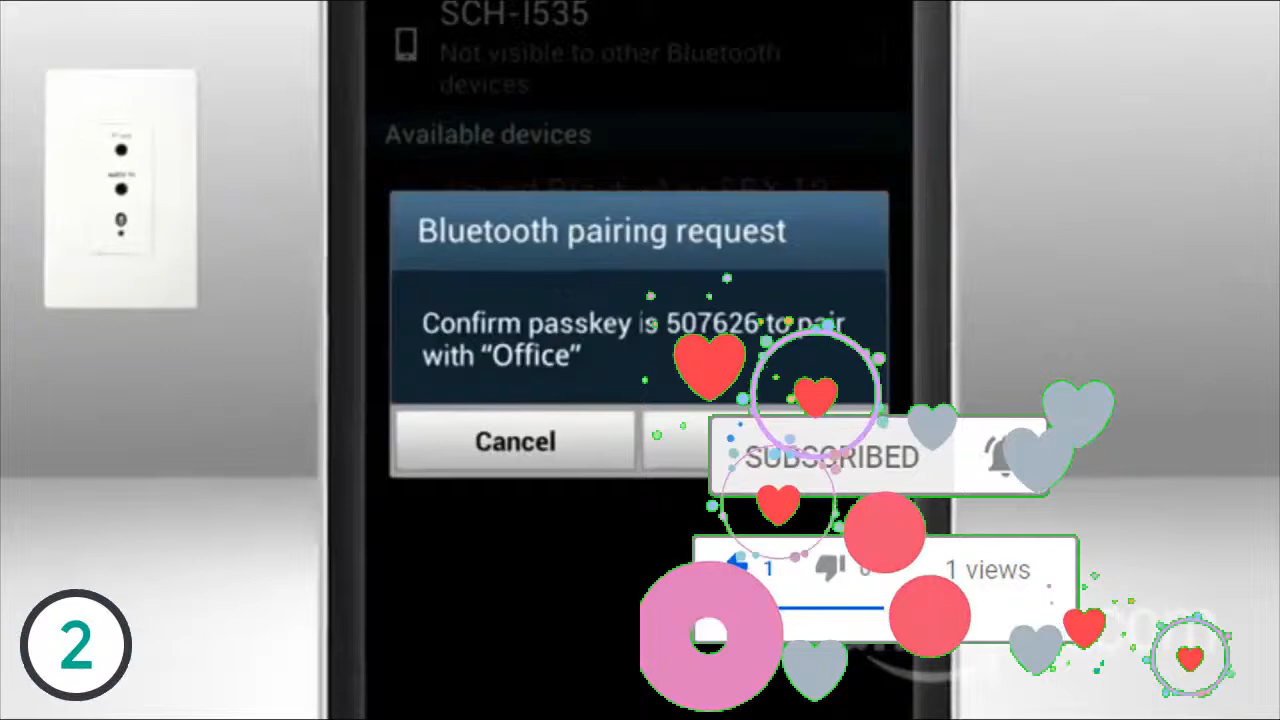 SCH-I535
Not visible to other Bluetooth
devices
Available devices
Bluetooth pairing request
Confirm passkey is 507626 to pair
with “Office”
Cancel
SUBSCRIBED
1
1 views
2